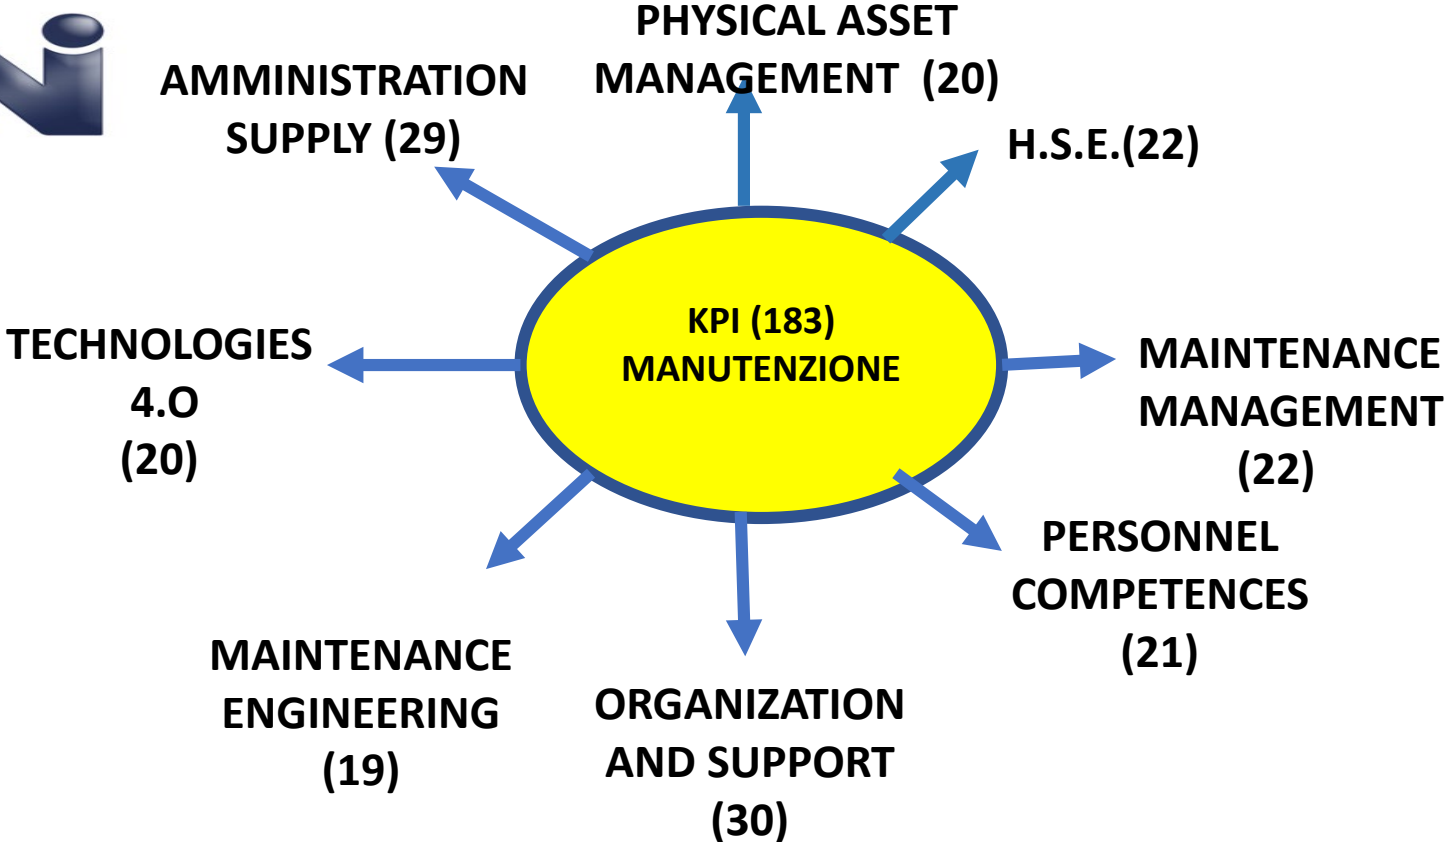 PHYSICAL ASSET
MANAGEMENT (20)
AMMINISTRATION
SUPPLY (29)
H.S.E.(22)
KPI (183)
MANUTENZIONE
TECHNOLOGIES
4.O
(20)
MAINTENANCE
MANAGEMENT
(22)
PERSONNEL
COMPETENCES
(21)
MAINTENANCE
ENGINEERING
(19)
ORGANIZATION
AND SUPPORT
(30)